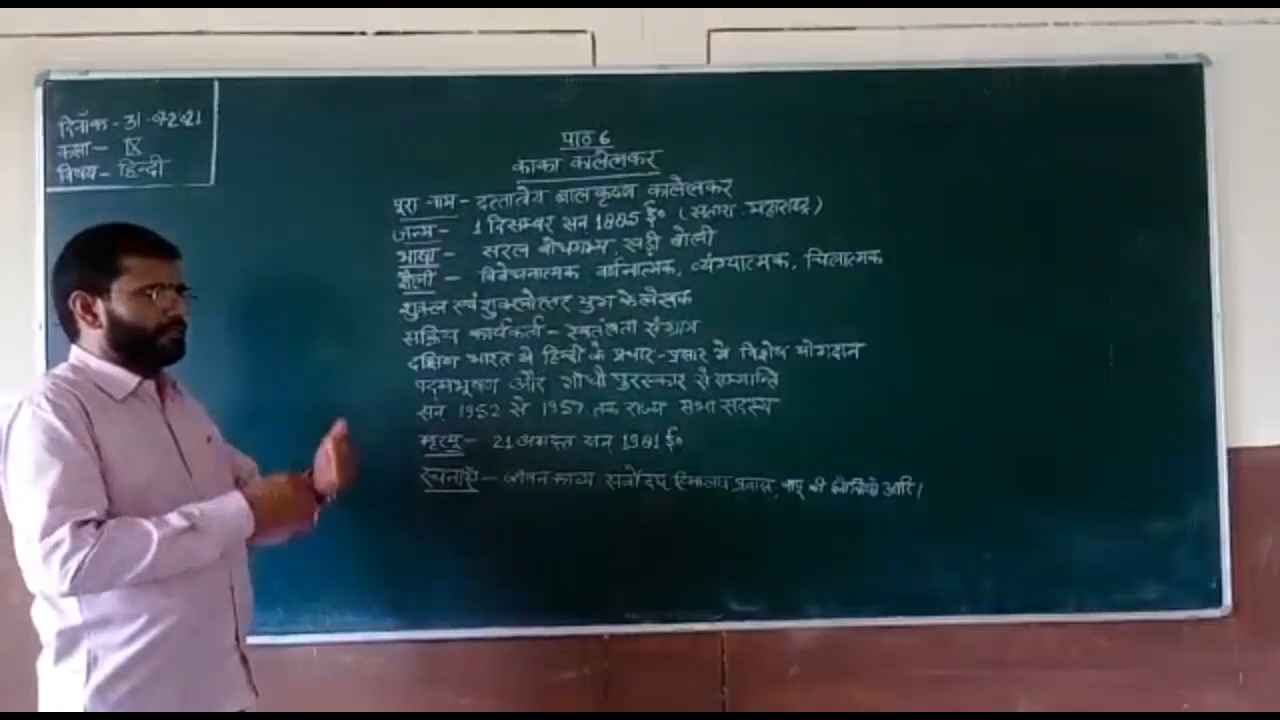 दिनाँक - 31-07-2021
कक्षा - IX
विषय - हिन्दी
पाठ 6
काका कालेलकर
पूरा नाम - दत्तात्रेय बालकृष्ण कालेलकर
जन्म - 1 दिसम्बर सन 1885 ई० (सतारा महाराष्ट्र)
भाषा - सरल बोधगम्य, खड़ी बोली
शैली - विवेचनात्मक वर्णनात्मक, व्यंग्यात्मक, चित्रात्मक
शुक्ल एवं शुक्लोत्तर युग के लेखक
सक्रिय कार्यकर्ता - स्वतंत्रता संग्राम
दक्षिण भारत में हिन्दी के प्रचार-प्रसार में विशेष योगदान
पद्मभूषण और गाँधी पुरस्कार से सम्मानित
सन् 1952 से 1957 तक राज्य सभा सदस्य
मृत्यु - 21 अगस्त सन् 1981 ई०
रचनाएँ - जीवन काव्य सर्वोदय हिमालय प्रवास, बापू की आदि।